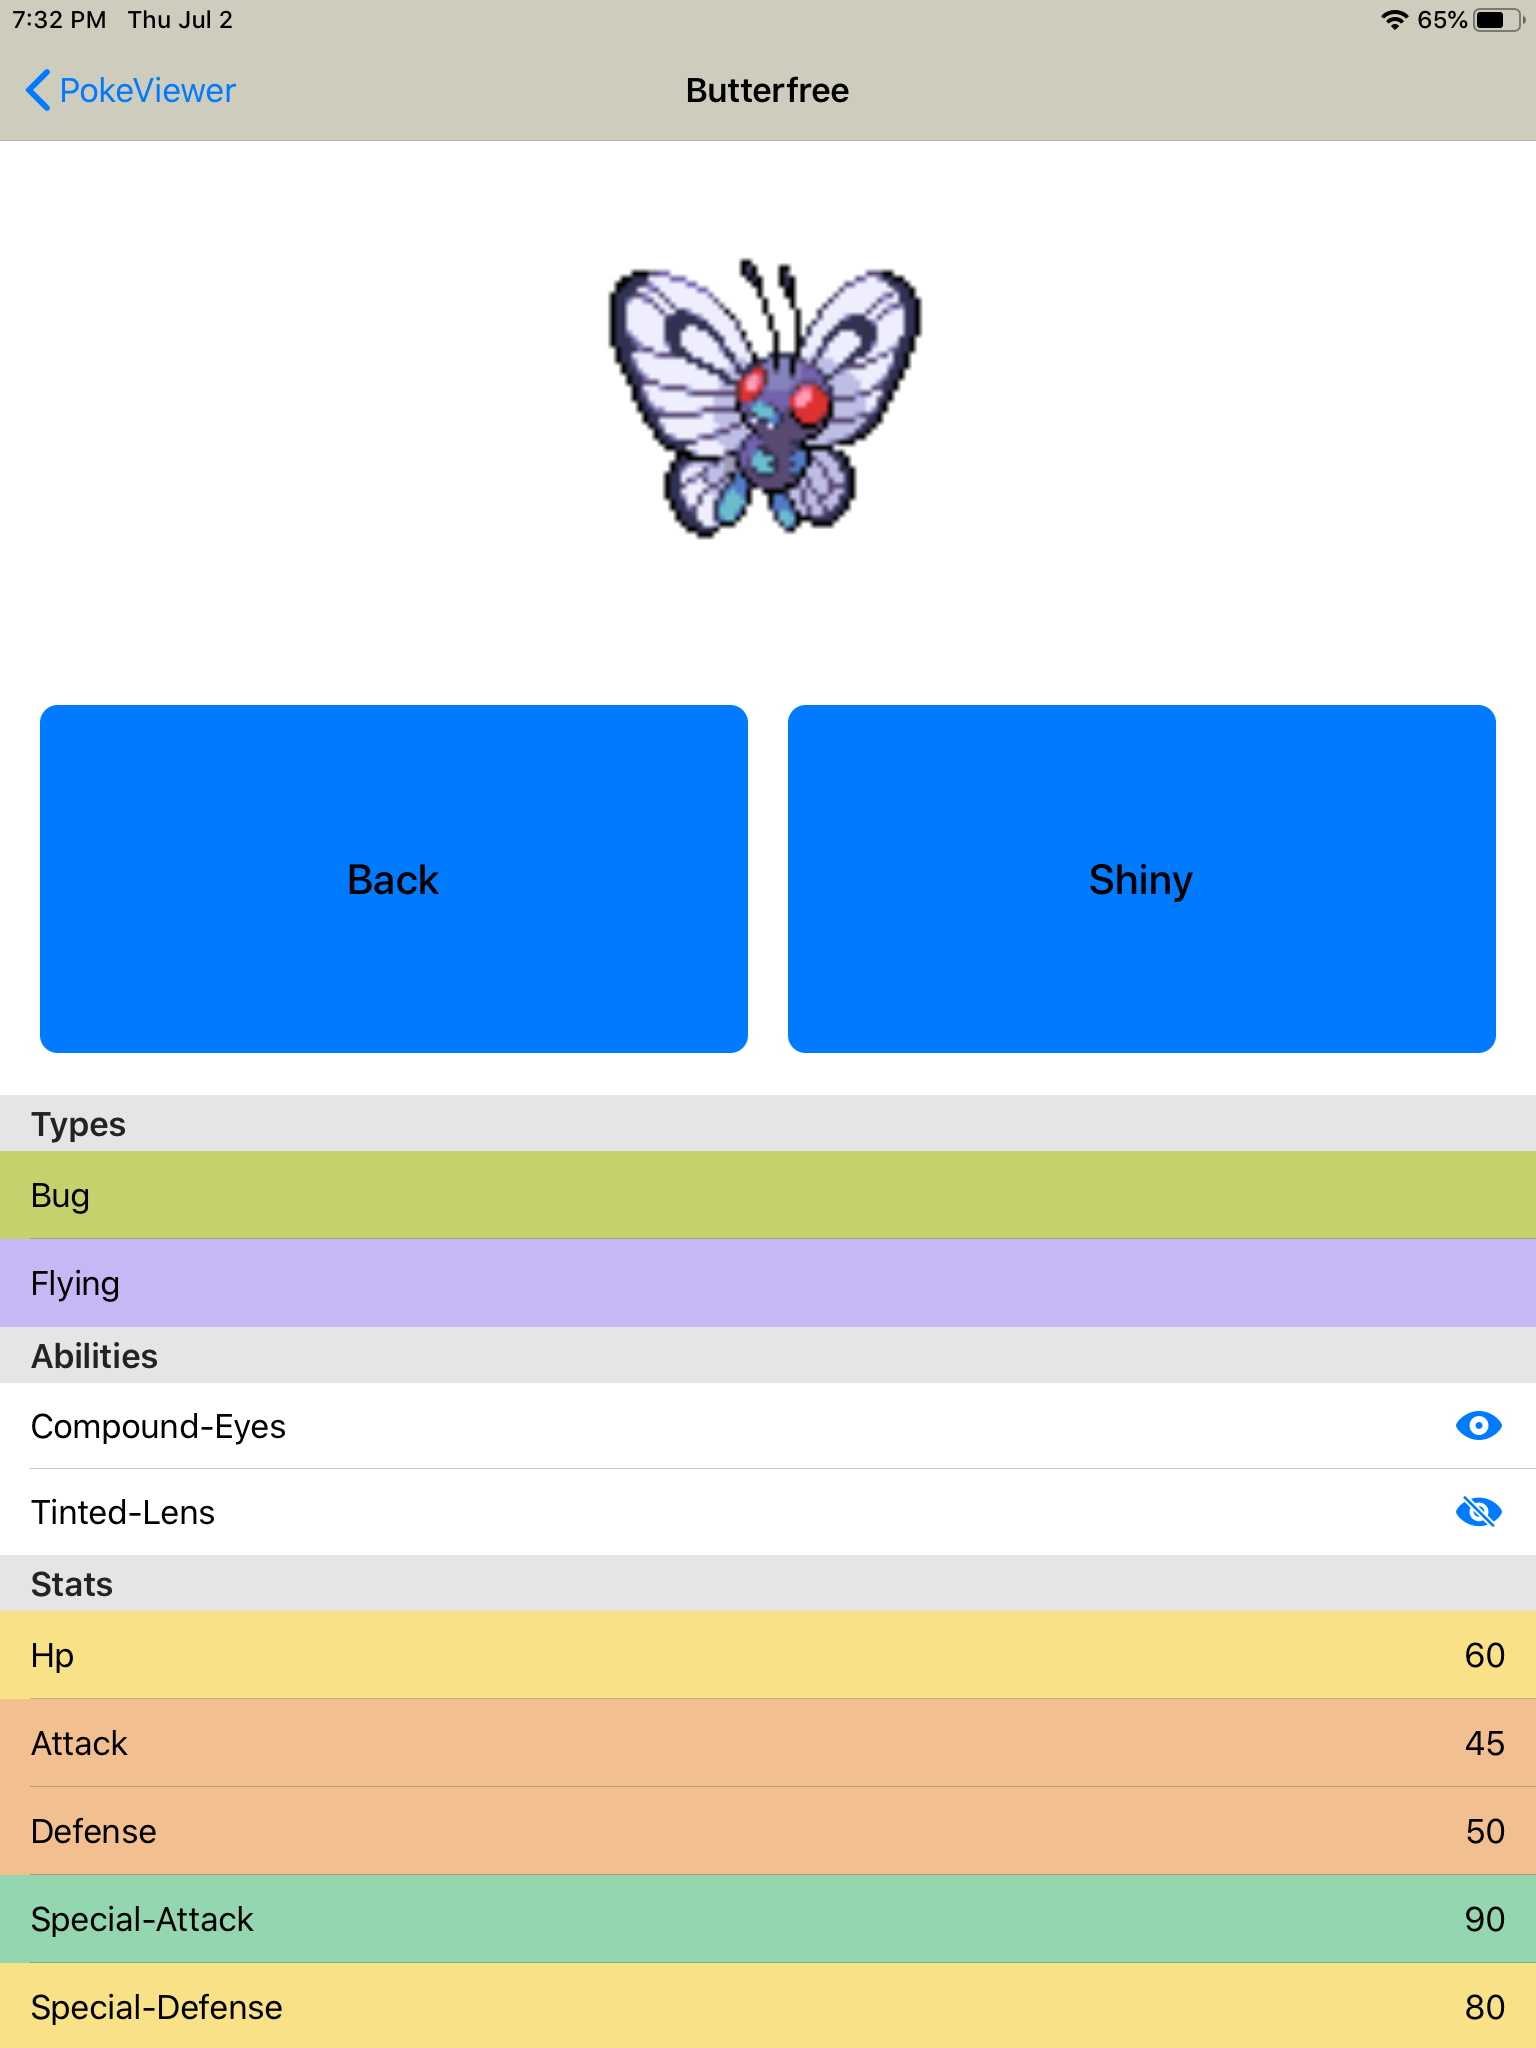 7:32 PM Thu Jul 2 65%
PokeViewer Butterfree
Back Shiny
Types
Bug
Flying
Abilities
Compound-Eyes
Tinted-Lens
Stats
Hp 60
Attack 45
Defense 50
Special-Attack 90
Special-Defense 80